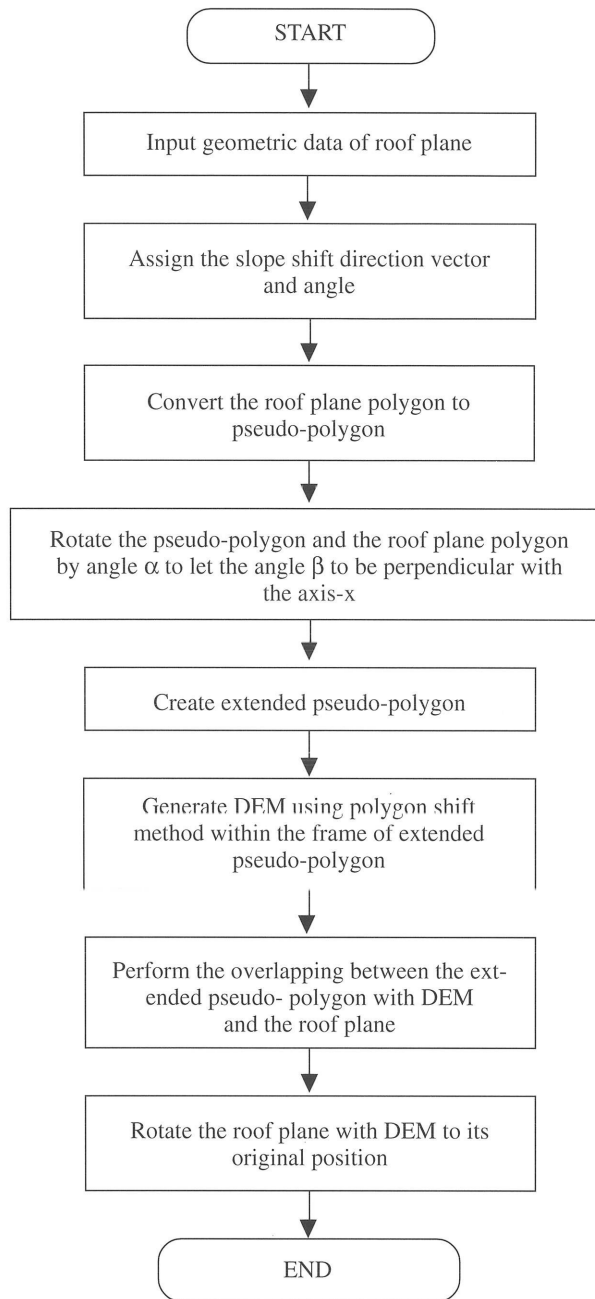 START
Input geometric data of roof plane
Assign the slope shift direction vector
and angle
Convert the roof plane polygon to
pseudo-polygon
Rotate the pseudo-polygon and the roof plane polygon
by angle α to let the angle β to be perpendicular with
the axis-x
Create extended pseudo-polygon
Generate DEM using polygon shift
method within the frame of extended
pseudo-polygon
Perform the overlapping between the ext-
ended pseudo- polygon with DEM
and the roof plane
Rotate the roof plane with DEM to its
original position
END